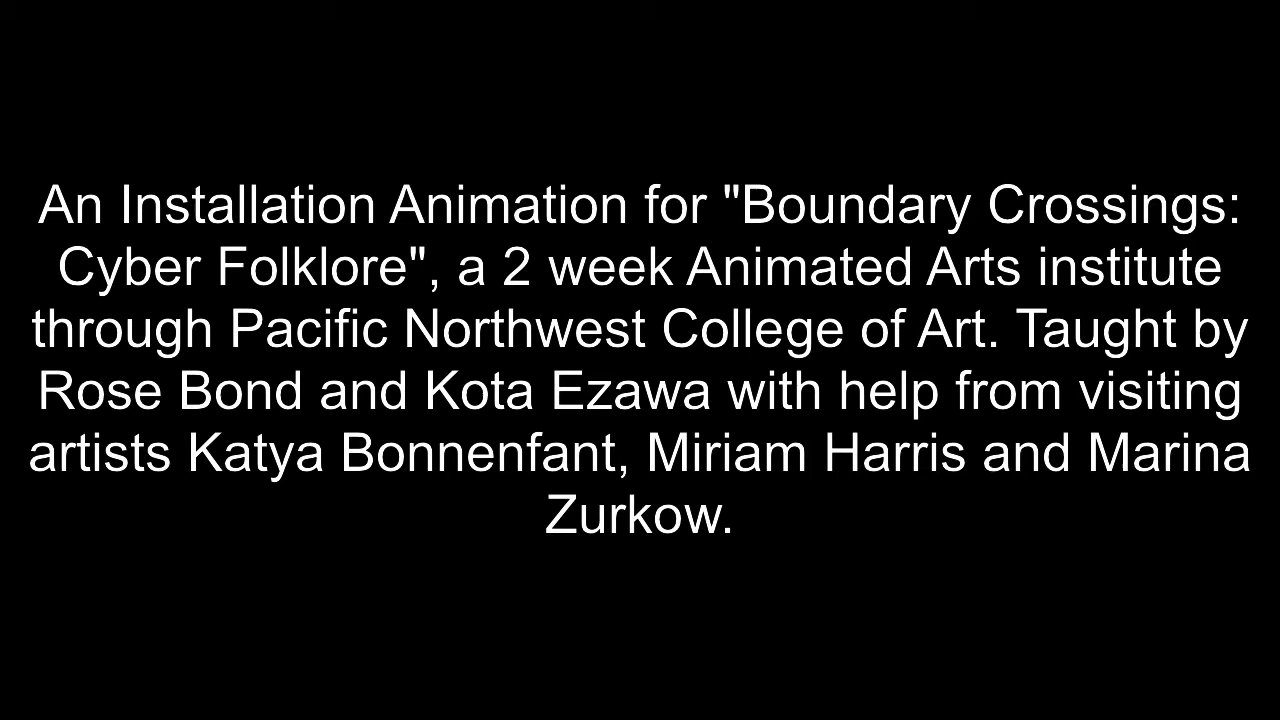 An Installation Animation for "Boundary Crossings:
Cyber Folklore", a 2 week Animated Arts institute
through Pacific Northwest College of Art. Taught by
Rose Bond and Kota Ezawa with help from visiting
artists Katya Bonnenfant, Miriam Harris and Marina
Zurkow.